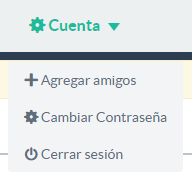 Cuenta
Agregar amigos
Cambiar Contraseña
Cerrar sesión